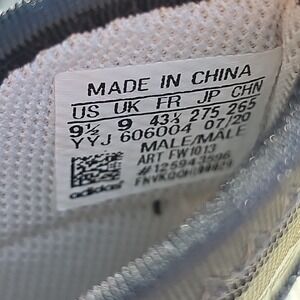 MADE IN CHINA
US UK FR JP CHN
9½ 9 43⅓ 275 265
YYJ 606004 07/20
MALE/MALE
ART FW1013
#125943596
adidas